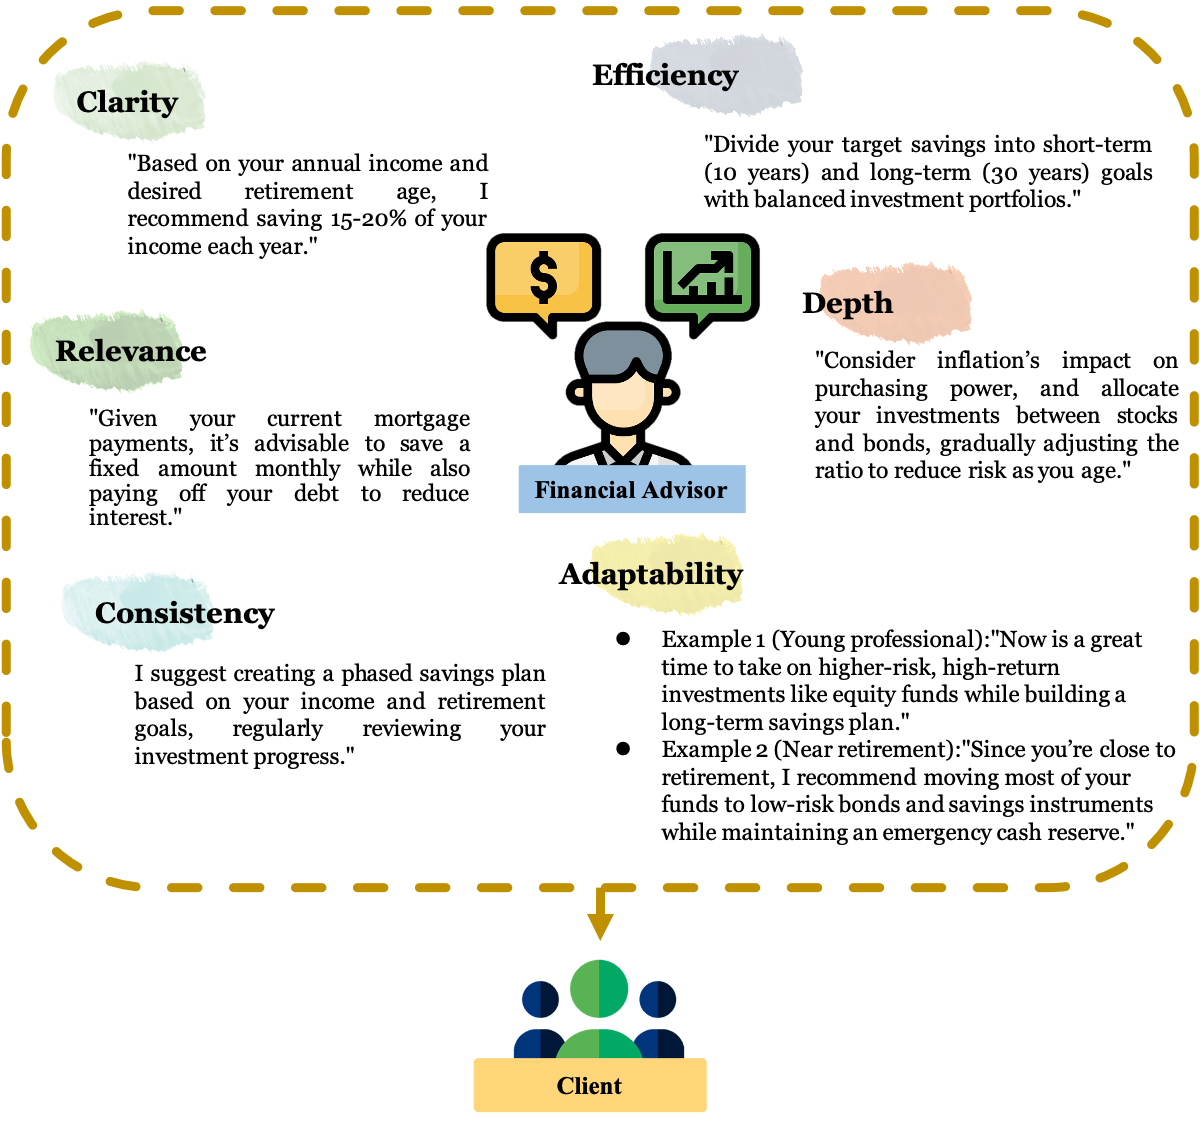 Clarity
"Based on your annual income and
desired retirement age, I
recommend saving 15-20% of your
income each year."
Efficiency
"Divide your target savings into short-term
(10 years) and long-term (30 years) goals
with balanced investment portfolios."
$
Relevance
"Given your current mortgage
payments, it’s advisable to save a
fixed amount monthly while also
paying off your debt to reduce
interest."
Depth
"Consider inflation’s impact on
purchasing power, and allocate
your investments between stocks
and bonds, gradually adjusting the
ratio to reduce risk as you age."
Financial Advisor
Consistency
I suggest creating a phased savings plan
based on your income and retirement
goals, regularly reviewing your
investment progress."
Adaptability
● Example 1 (Young professional):"Now is a great
time to take on higher-risk, high-return
investments like equity funds while building a
long-term savings plan."
● Example 2 (Near retirement):"Since you’re close to
retirement, I recommend moving most of your
funds to low-risk bonds and savings instruments
while maintaining an emergency cash reserve."
Client